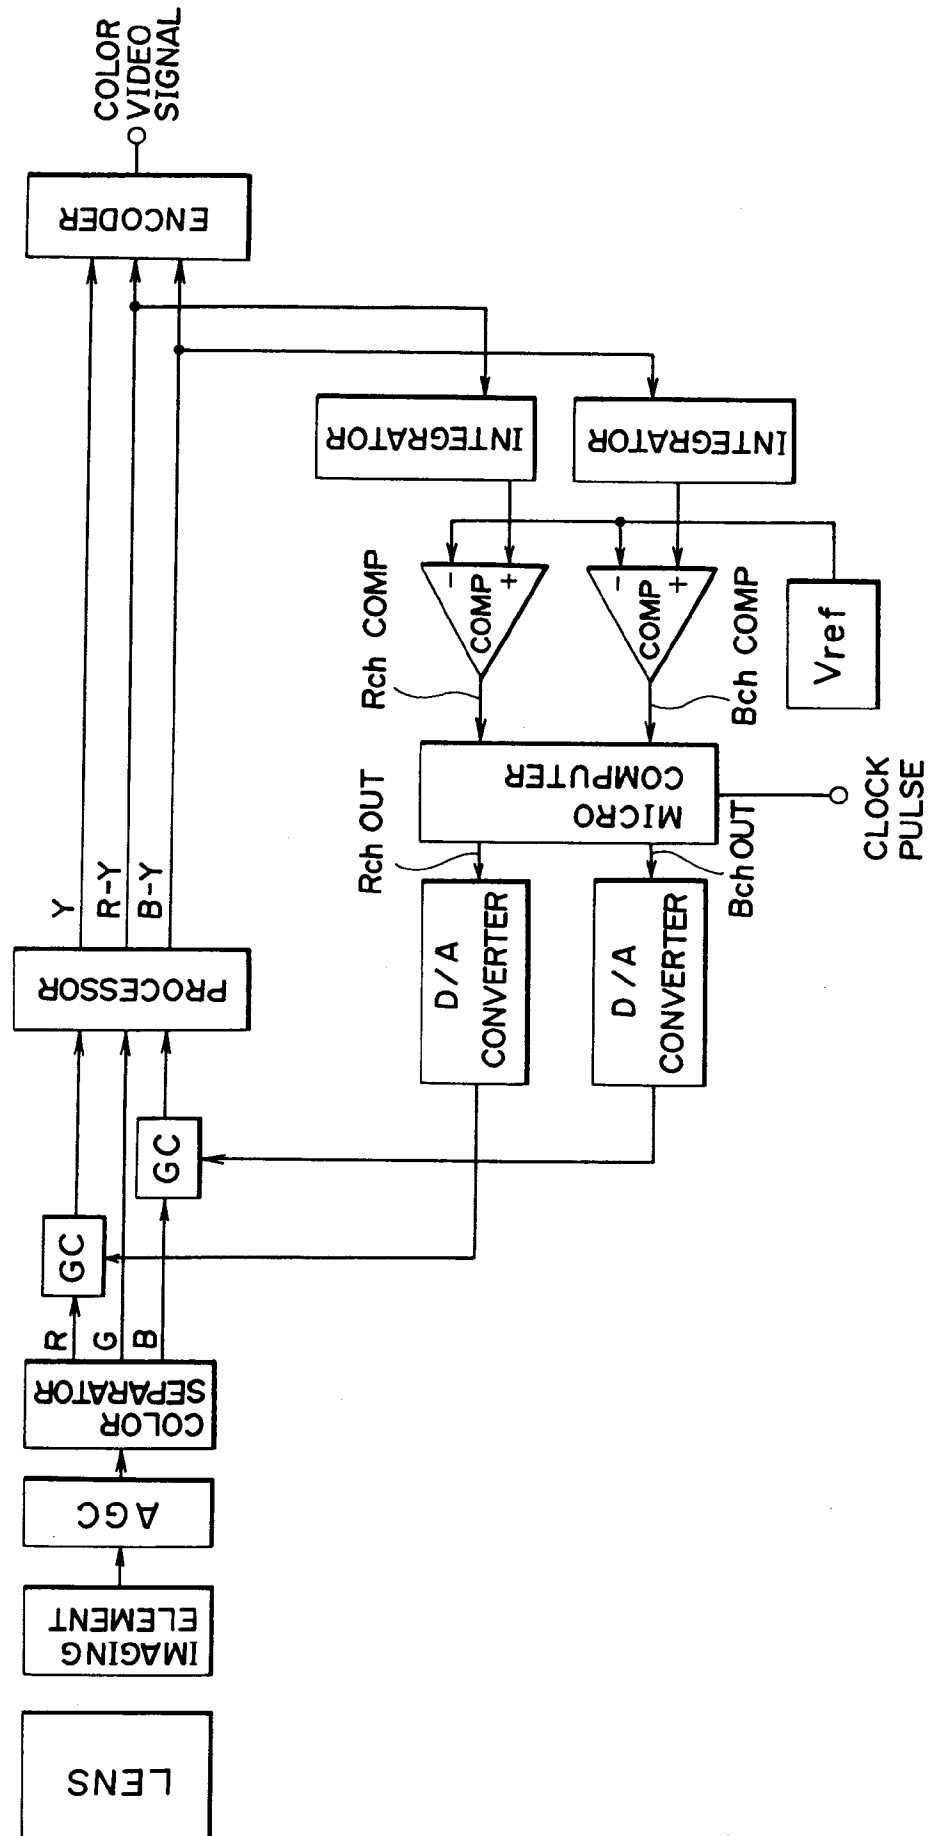 LENS
IMAGING
ELEMENT
AGC
COLOR
SEPARATOR
R
G
B
GC
GC
PROCESSOR
Y
R-Y
B-Y
ENCODER
COLOR
VIDEO
SIGNAL
INTEGRATOR
INTEGRATOR
Rch COMP
COMP
-
+
COMP
-
+
Bch COMP
Vref
MICRO
COMPUTER
CLOCK
PULSE
Rch OUT
Bch OUT
D/A
CONVERTER
D/A
CONVERTER